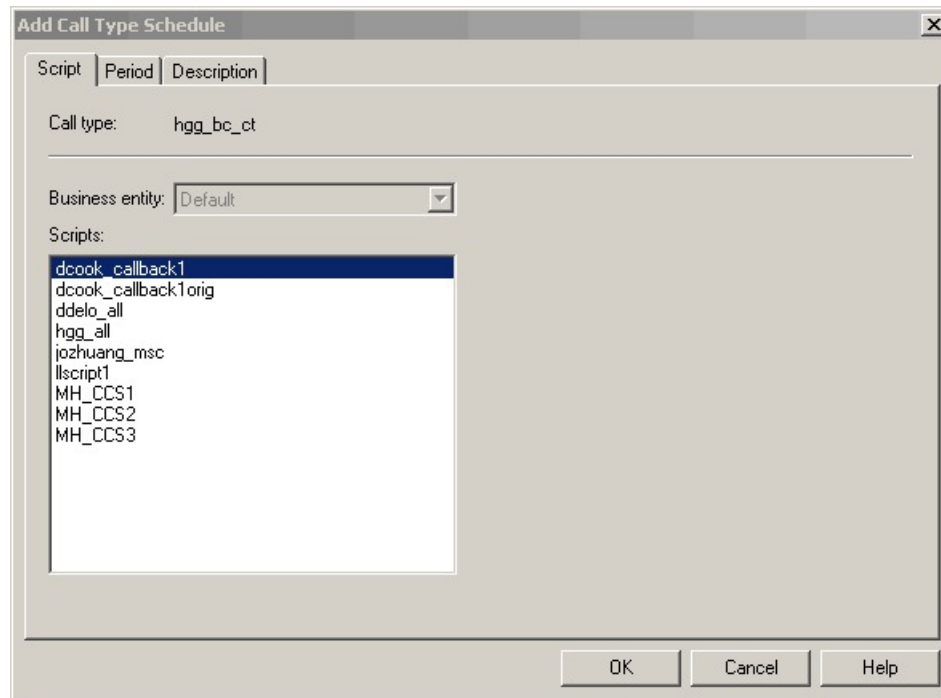 Add Call Type Schedule
Script Period Description
Call type: hgg_bc_ct
Business entity: Default
Scripts:
dcook_callback1
dcook_callback1orig
ddelo_all
hgg_all
jozhuang_msc
llscript1
MH_CCS1
MH_CCS2
MH_CCS3
OK Cancel Help